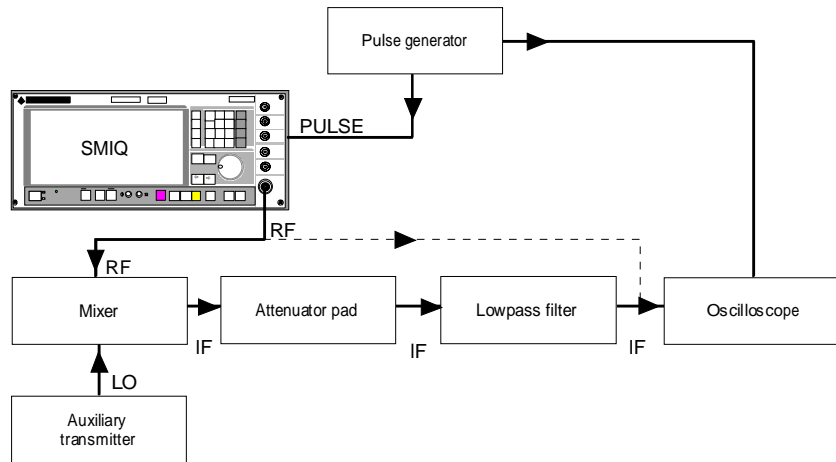 Pulse generator
SMIQ
PULSE
RF
RF
Mixer
Attenuator pad
Lowpass filter
Oscilloscope
IF
IF
IF
LO
Auxiliary
transmitter